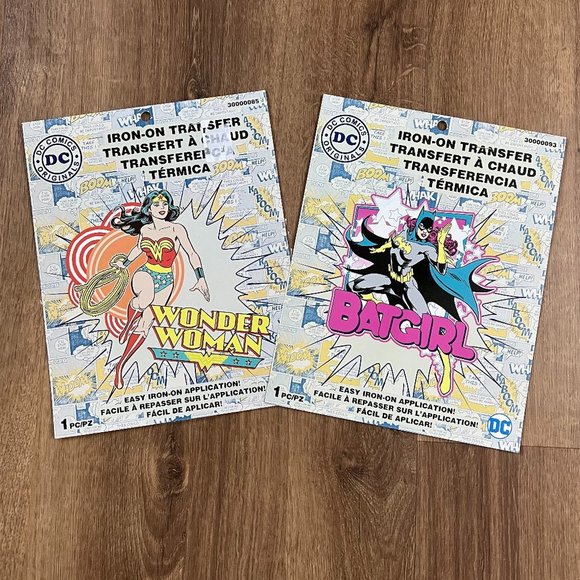 30000085
DC COMICS
DC
ORIGINALS
IRON-ON TRANSFER
TRANSFERT À CHAUD
TRANSFERENCIA
TÉRMICA
WONDER
WOMAN
EASY IRON-ON APPLICATION!
FACILE À REPASSER SUR L'APPLICATION!
FÁCIL DE APLICAR!
1 PC/PZ
30000093
DC COMICS
DC
ORIGINALS
IRON-ON TRANSFER
TRANSFERT À CHAUD
TRANSFERENCIA
TÉRMICA
BATGIRL
EASY IRON-ON APPLICATION!
FACILE À REPASSER SUR L'APPLICATION!
FÁCIL DE APLICAR!
1 PC/PZ
DC